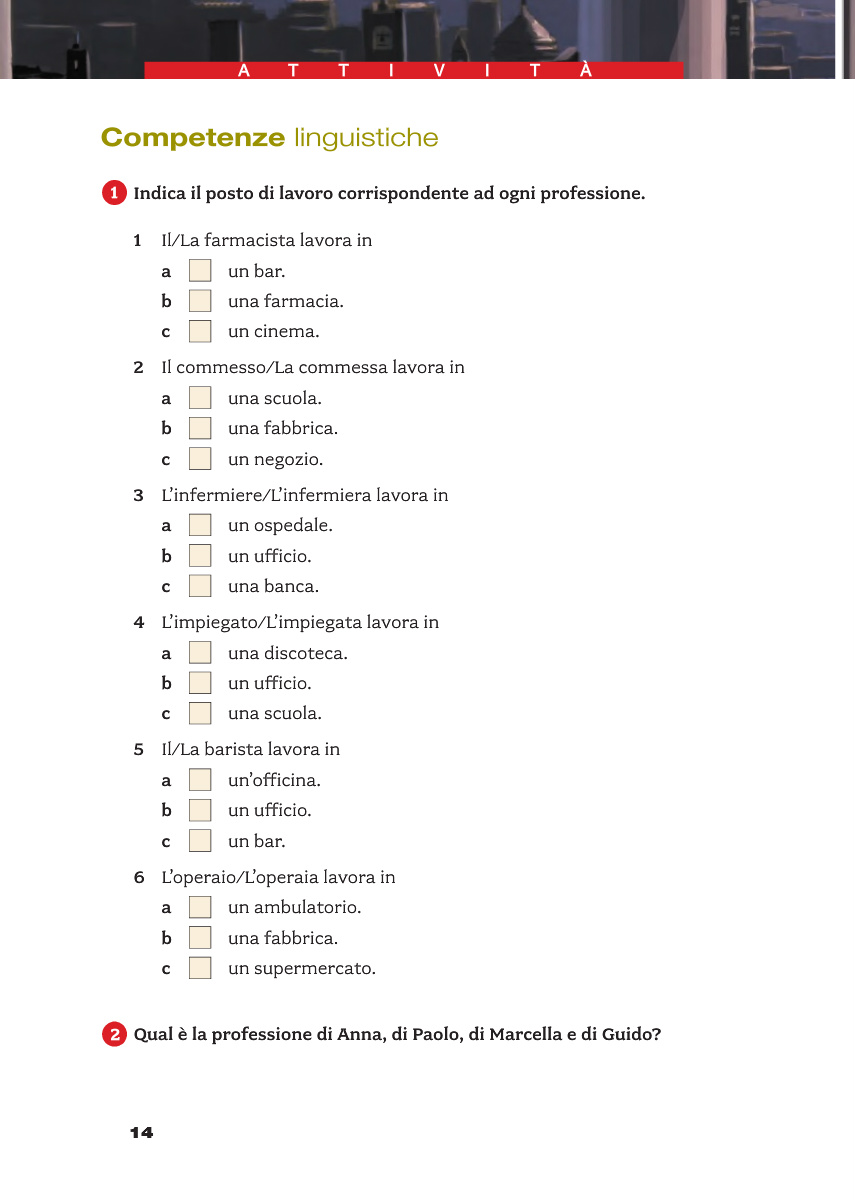 ATTIVITÀ
Competenze linguistiche
1 Indica il posto di lavoro corrispondente ad ogni professione.
1 Il/La farmacista lavora in
a un bar.
b una farmacia.
c un cinema.
2 Il commesso/La commessa lavora in
a una scuola.
b una fabbrica.
c un negozio.
3 L’infermiere/L’infermiera lavora in
a un ospedale.
b un ufficio.
c una banca.
4 L’impiegato/L’impiegata lavora in
a una discoteca.
b un ufficio.
c una scuola.
5 Il/La barista lavora in
a un’officina.
b un ufficio.
c un bar.
6 L’operaio/L’operaia lavora in
a un ambulatorio.
b una fabbrica.
c un supermercato.
2 Qual è la professione di Anna, di Paolo, di Marcella e di Guido?
14